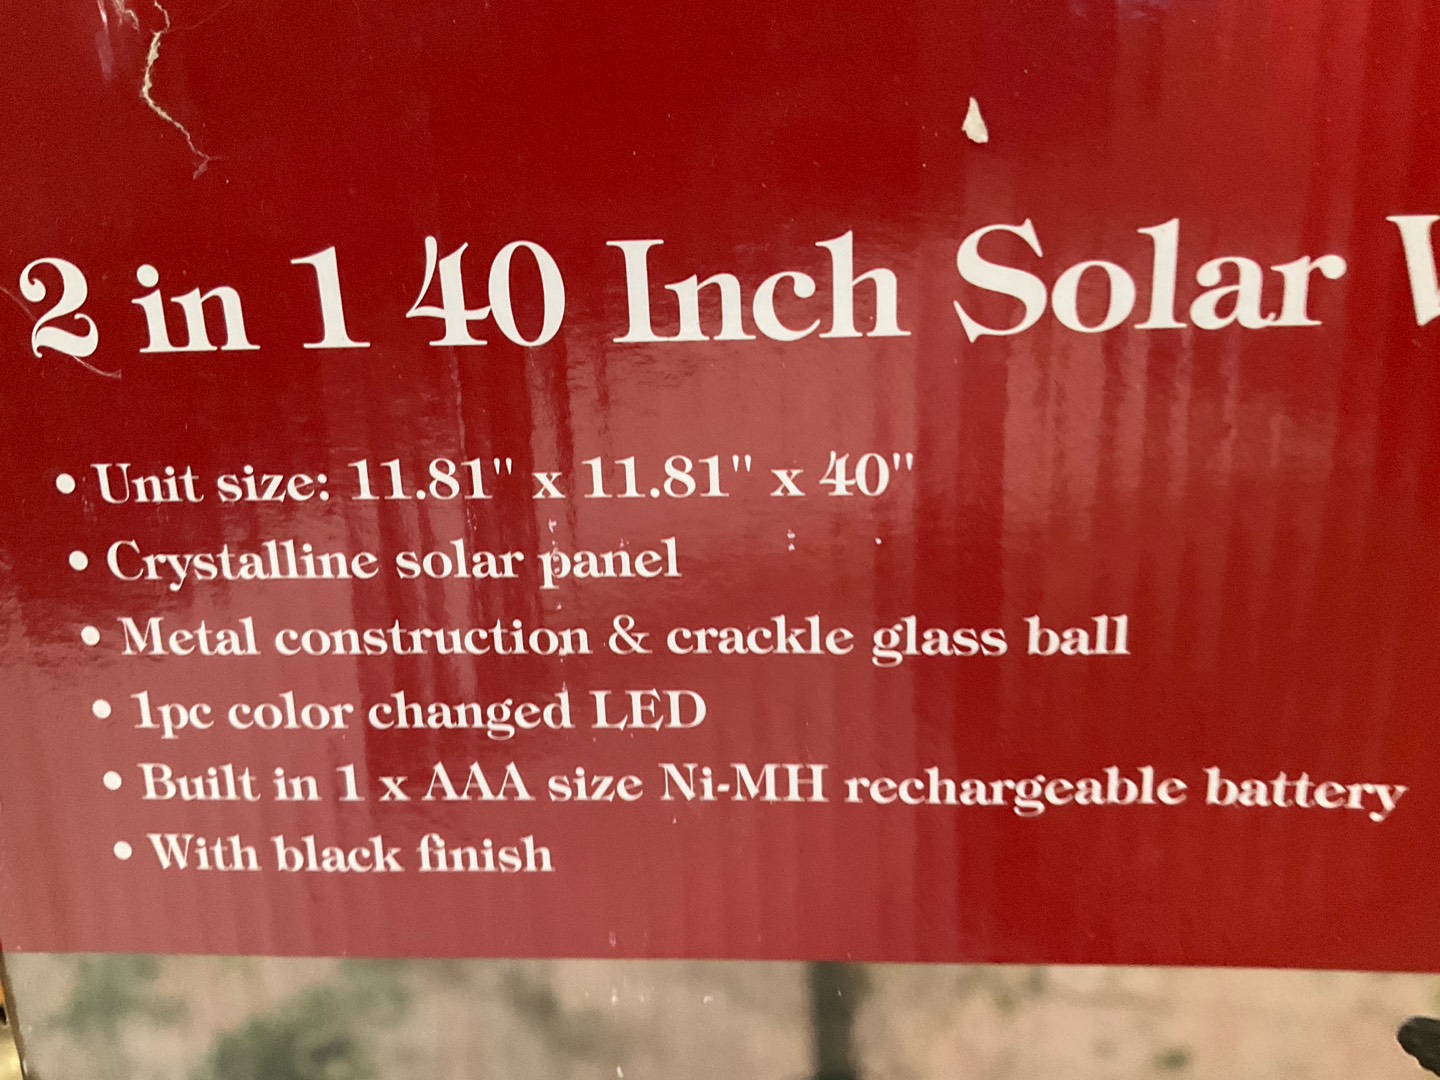 2 in 1 40 Inch Solar
• Unit size: 11.81" x 11.81" x 40"
• Crystalline solar panel
• Metal construction & crackle glass ball
• 1pc color changed LED
• Built in 1 x AAA size Ni-MH rechargeable battery
• With black finish